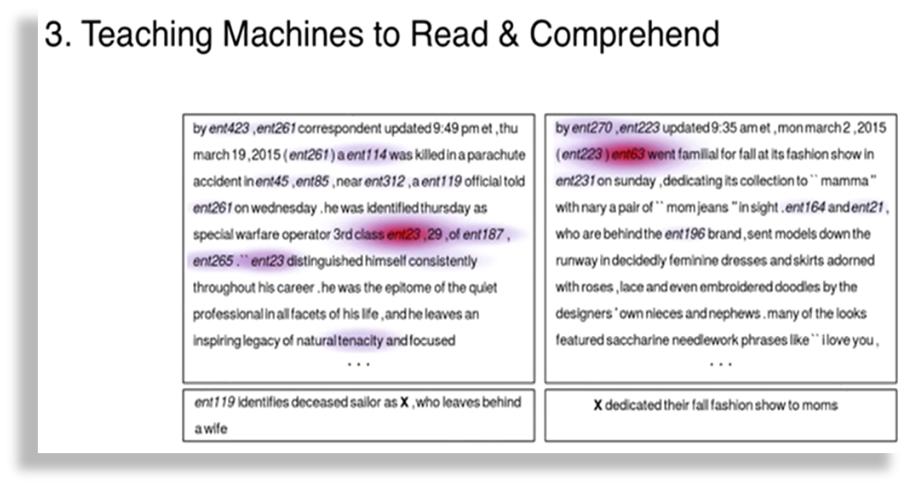 3. Teaching Machines to Read & Comprehend
by ent423 ,ent261 correspondent updated 9:49 pm et ,thu
march 19 ,2015 ( ent261 ) a ent114 was killed in a parachute
accident in ent45 ,ent85 ,near ent312 ,a ent119 official told
ent261 on wednesday .he was identified thursday as
special warfare operator 3rd class ent23 ,29 ,of ent187 ,
ent265 .`` ent23 distinguished himself consistently
throughout his career .he was the epitome of the quiet
professional in all facets of his life ,and he leaves an
inspiring legacy of natural tenacity and focused
...
ent119 identifies deceased sailor as X ,who leaves behind
a wife
by ent270 ,ent223 updated 9:35 am et ,mon march 2 ,2015
( ent223 ) ent63 went familial for fall at its fashion show in
ent231 on sunday ,dedicating its collection to `` mamma "
with nary a pair of `` mom jeans " in sight .ent164 and ent21 ,
who are behind the ent196 brand ,sent models down the
runway in decidedly feminine dresses and skirts adorned
with roses ,lace and even embroidered doodles by the
designers ' own nieces and nephews .many of the looks
featured saccharine needlework phrases like `` i love you ,
...
X dedicated their fall fashion show to moms